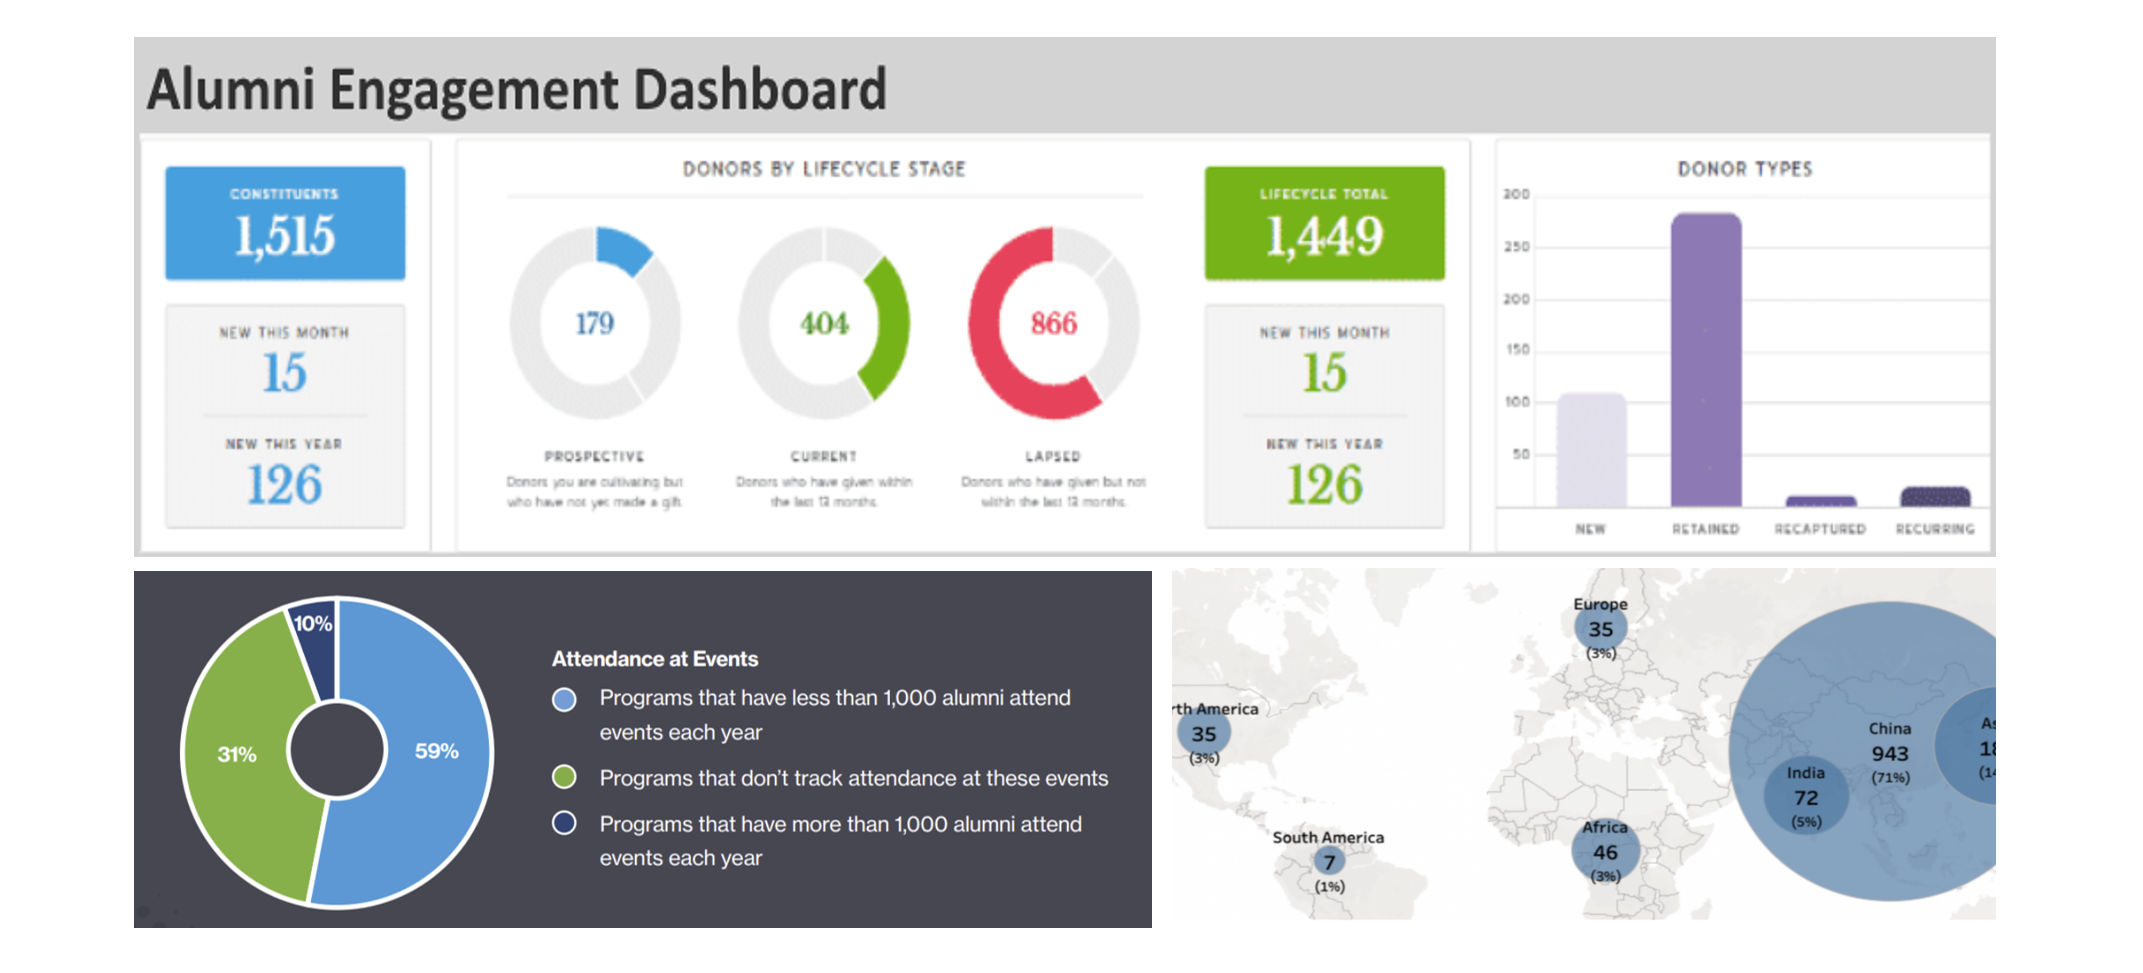 Alumni Engagement Dashboard
CONSTITUENTS
1,515
NEW THIS MONTH
15
NEW THIS YEAR
126
DONORS BY LIFECYCLE STAGE
179
PROSPECTIVE
Donors you are cultivating but
who have not yet made a gift.
404
CURRENT
Donors who have given within
the last 13 months.
866
LAPSED
Donors who have given but not
within the last 13 months.
LIFECYCLE TOTAL
1,449
NEW THIS MONTH
15
NEW THIS YEAR
126
DONOR TYPES
300
250
200
150
100
50
NEW
RETAINED
RECAPTURED
RECURRING
10%
31%
59%
Attendance at Events
Programs that have less than 1,000 alumni attend
events each year
Programs that don't track attendance at these events
Programs that have more than 1,000 alumni attend
events each year
Europe
35
(3%)
rth America
35
(3%)
South America
7
(1%)
Africa
46
(3%)
China
943
(71%)
India
72
(5%)